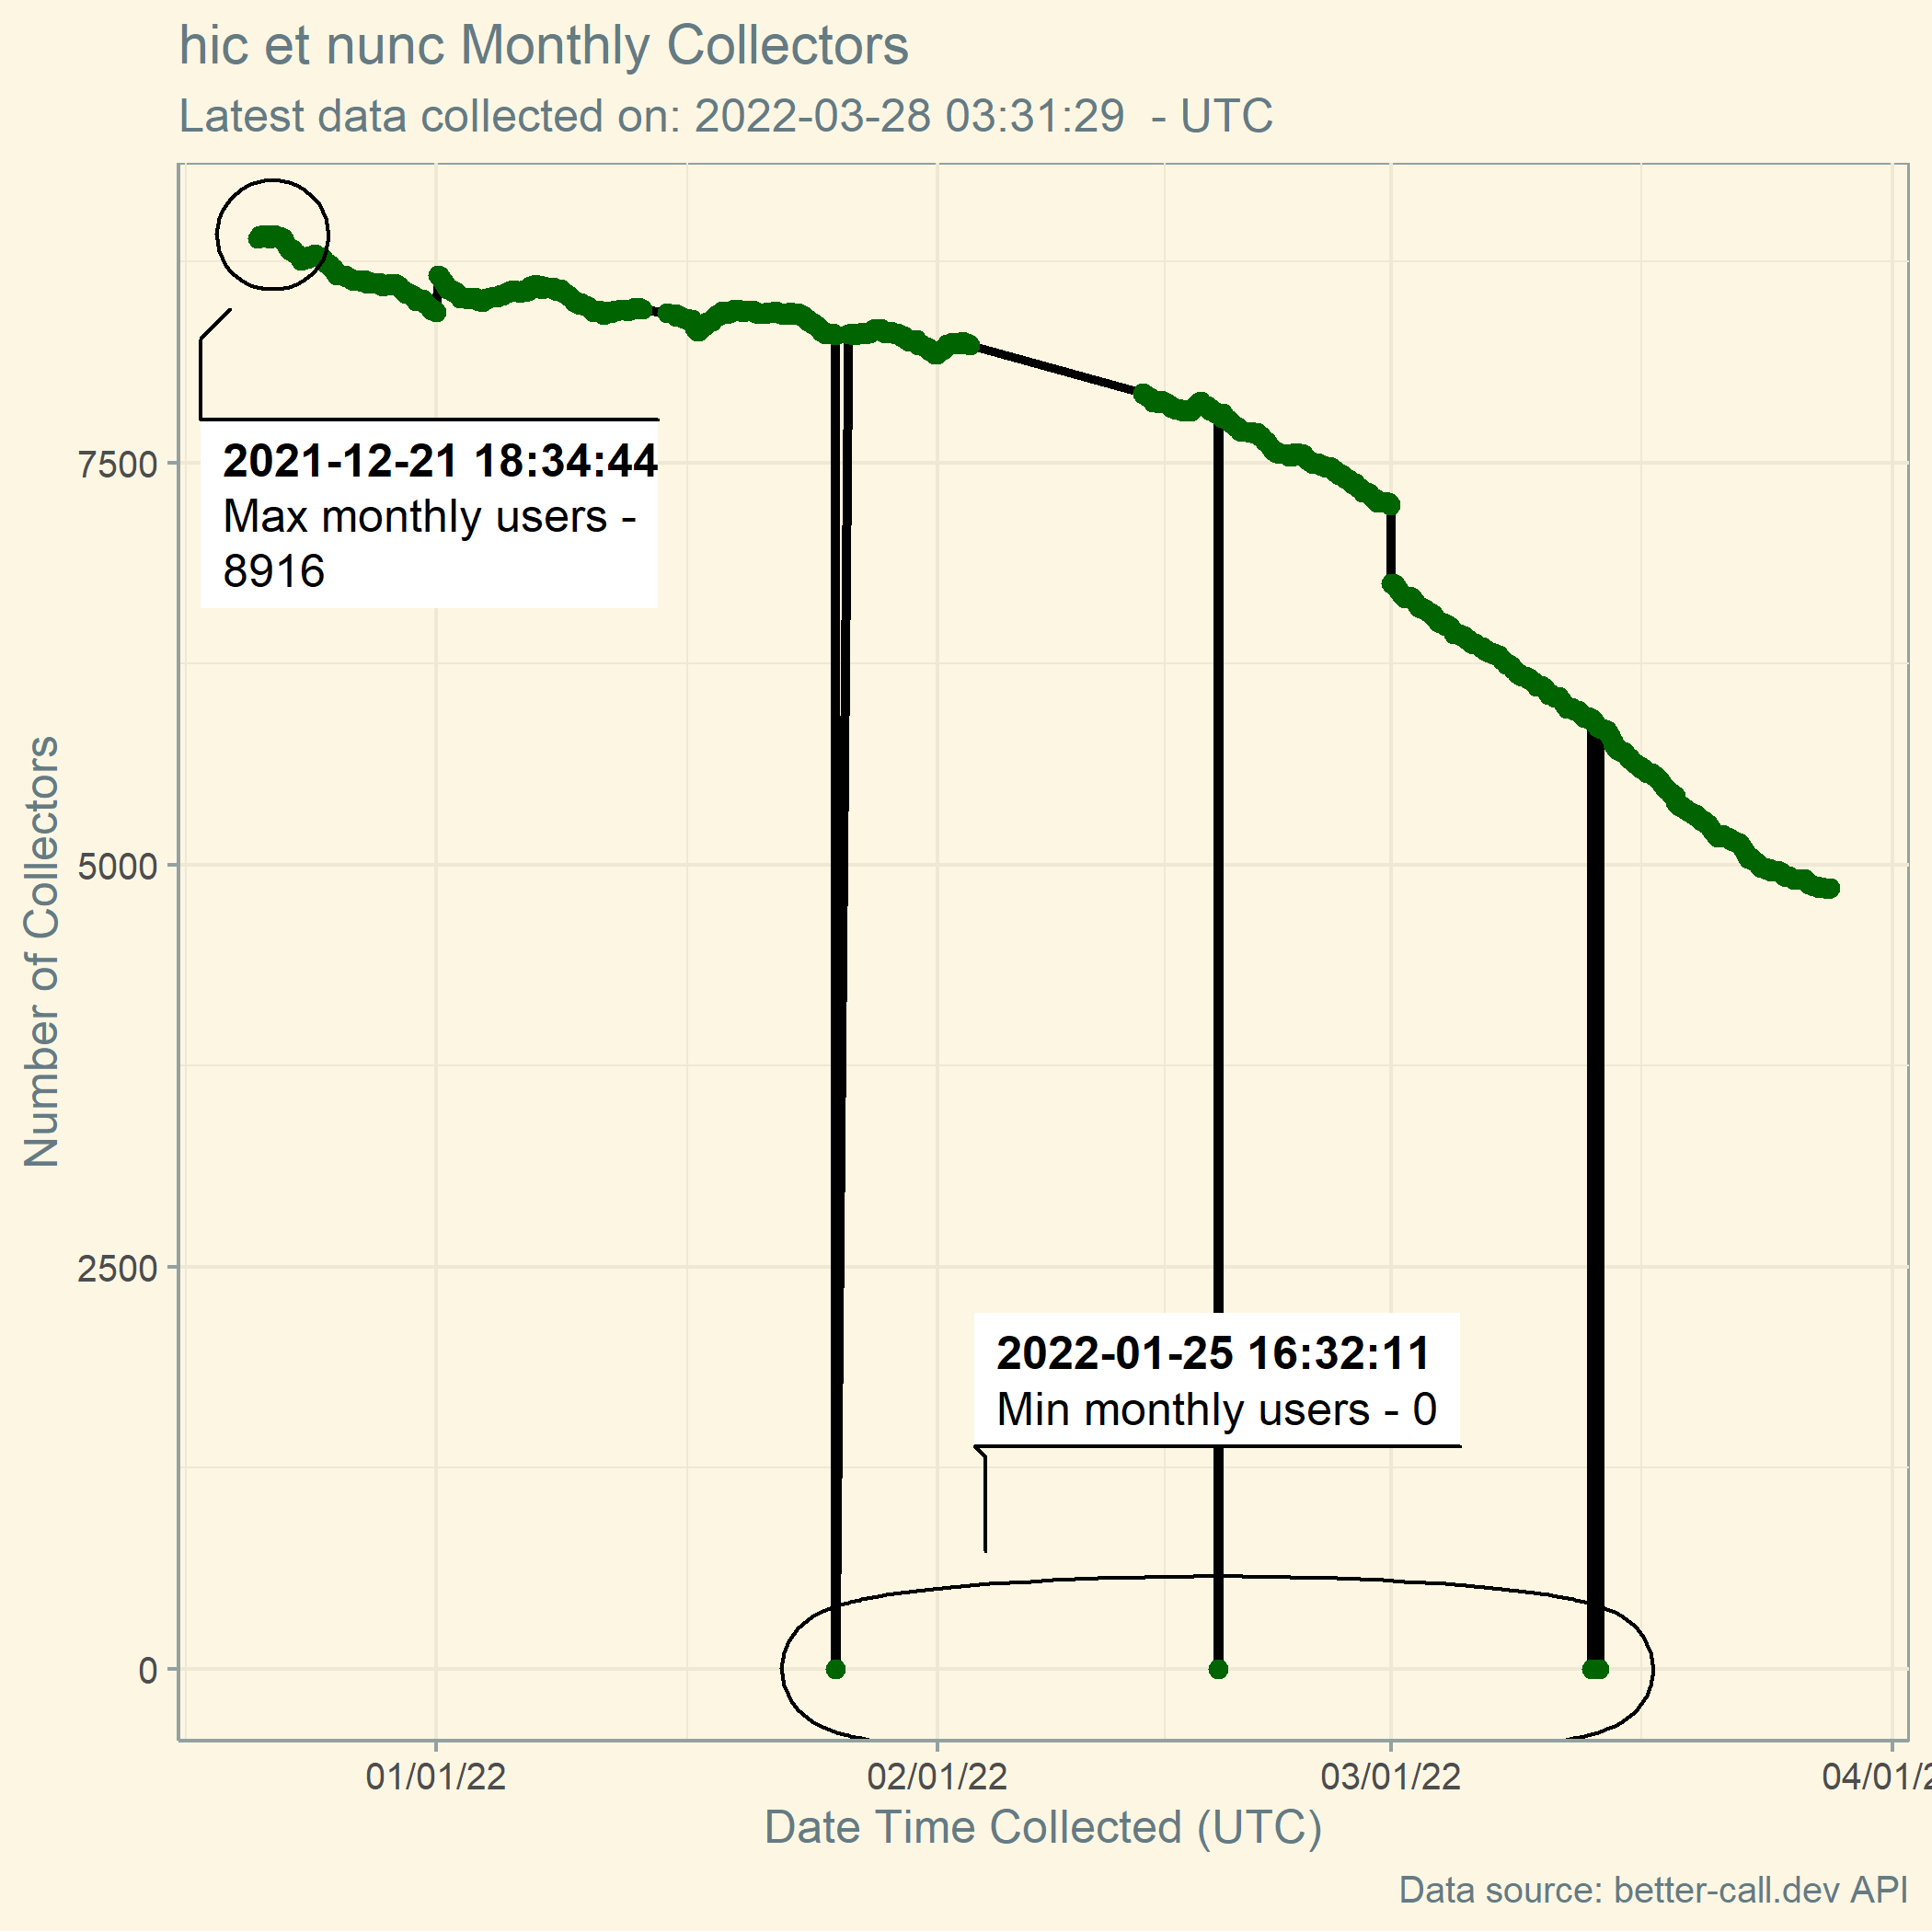 hic et nunc Monthly Collectors
Latest data collected on: 2022-03-28 03:31:29  - UTC
Number of Collectors
7500
5000
2500
0
2021-12-21 18:34:44
Max monthly users -
8916
2022-01-25 16:32:11
Min monthly users - 0
01/01/22
02/01/22
03/01/22
04/01/2
Date Time Collected (UTC)
Data source: better-call.dev API